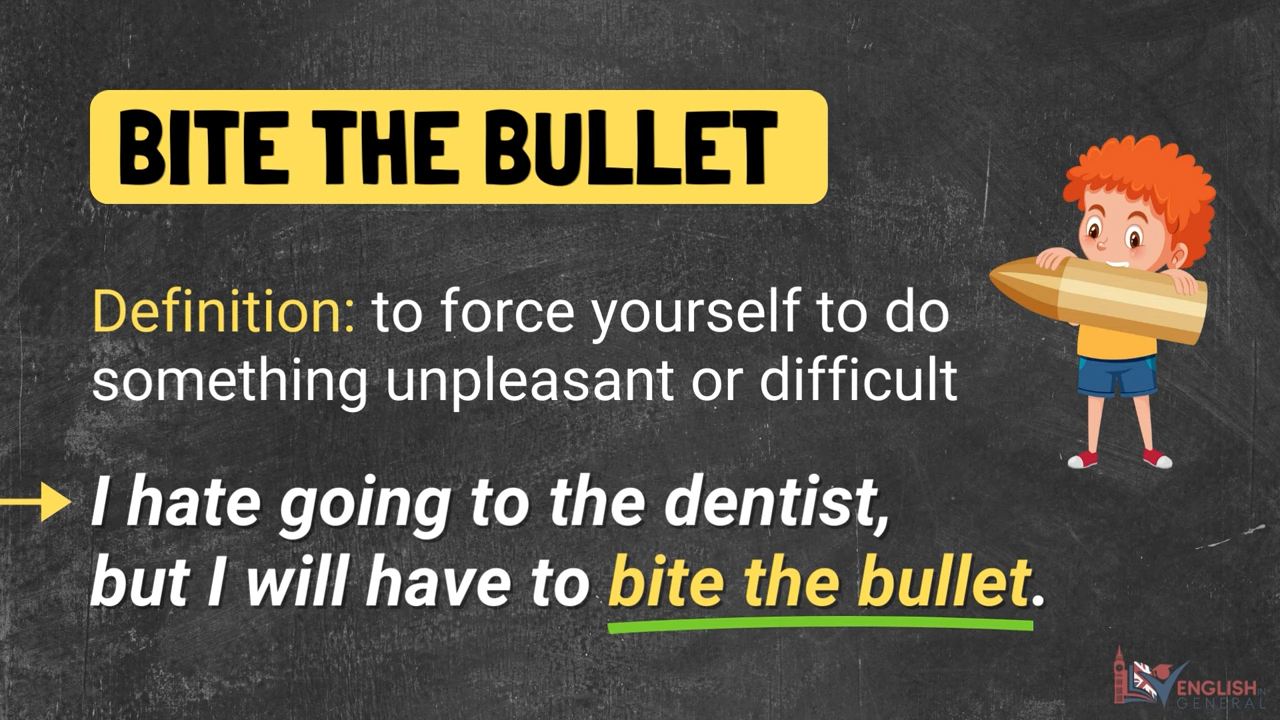 BITE THE BULLET
Definition: to force yourself to do
something unpleasant or difficult
I hate going to the dentist,
but I will have to bite the bullet.
ENGLISH
GENERAL